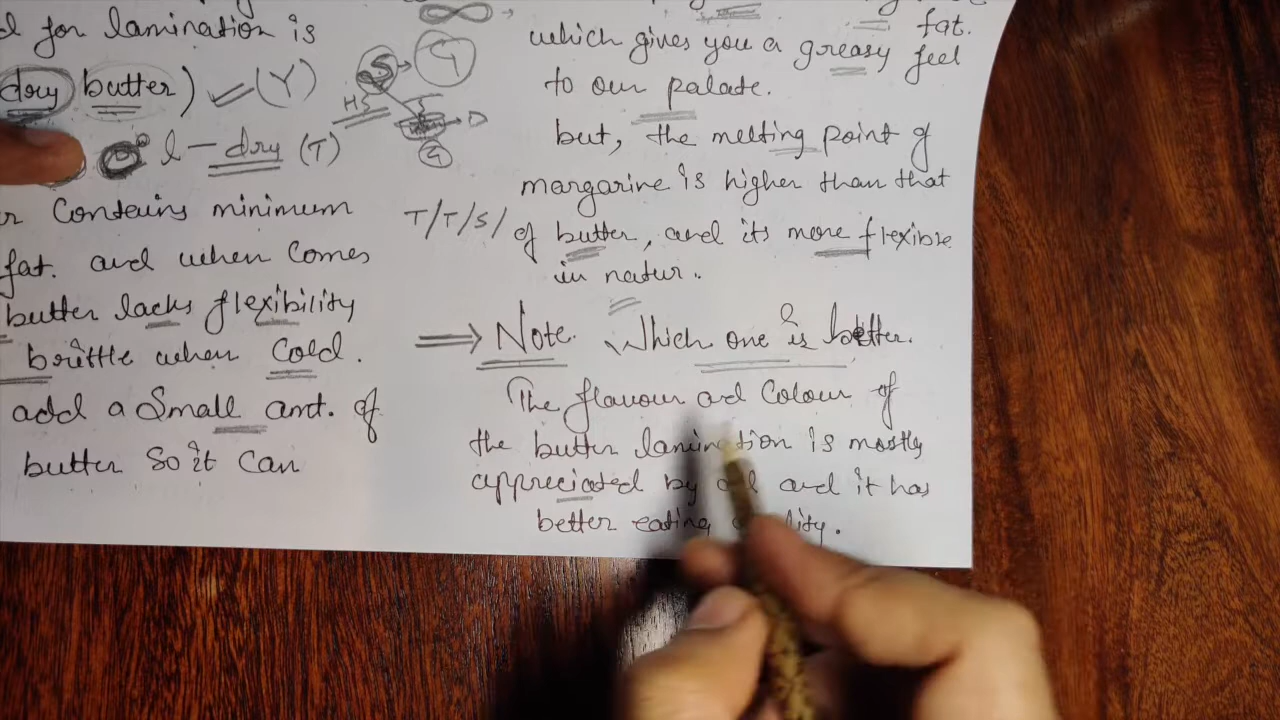 for lamination is
dry butter) (Y)
l - dry (T)
Contains minimum
fat. and when comes
butter lacks flexibility
brittle when cold.
add a small amt. of
butter so it can
S → G
H
→ D
G
T/T/S/
fat.
which gives you a greasy feel
to our palate.
but, the melting point of
margarine is higher than that
of butter, and its more flexible
in natur.
⇒ Note. Which one is better.
The flavour and colour of
the butter lamination is mostly
appreciated by and it has
better eating